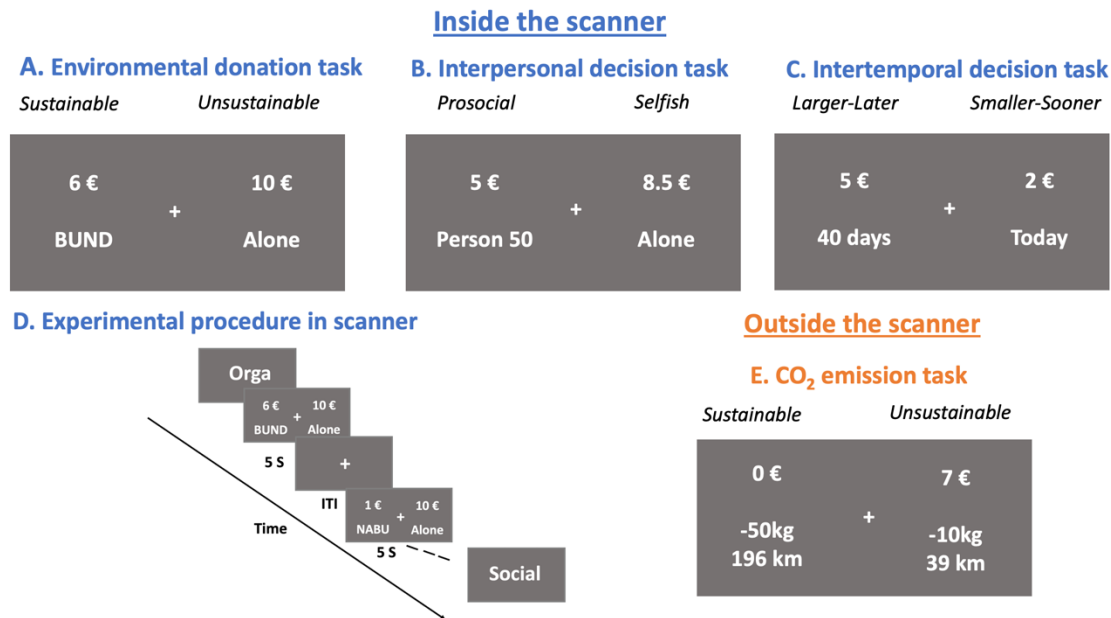 Inside the scanner
A. Environmental donation task
Sustainable Unsustainable
6 € 10 €
+
BUND Alone
B. Interpersonal decision task
Prosocial Selfish
5 € 8.5 €
+
Person 50 Alone
C. Intertemporal decision task
Larger-Later Smaller-Sooner
5 € 2 €
+
40 days Today
D. Experimental procedure in scanner
Orga
6 € 10 €
+
BUND Alone
5 S
+
ITI
1 € 10 €
+
NABU Alone
5 S
Time
Social
Outside the scanner
E. CO₂ emission task
Sustainable Unsustainable
0 € 7 €
+
-50kg -10kg
196 km 39 km